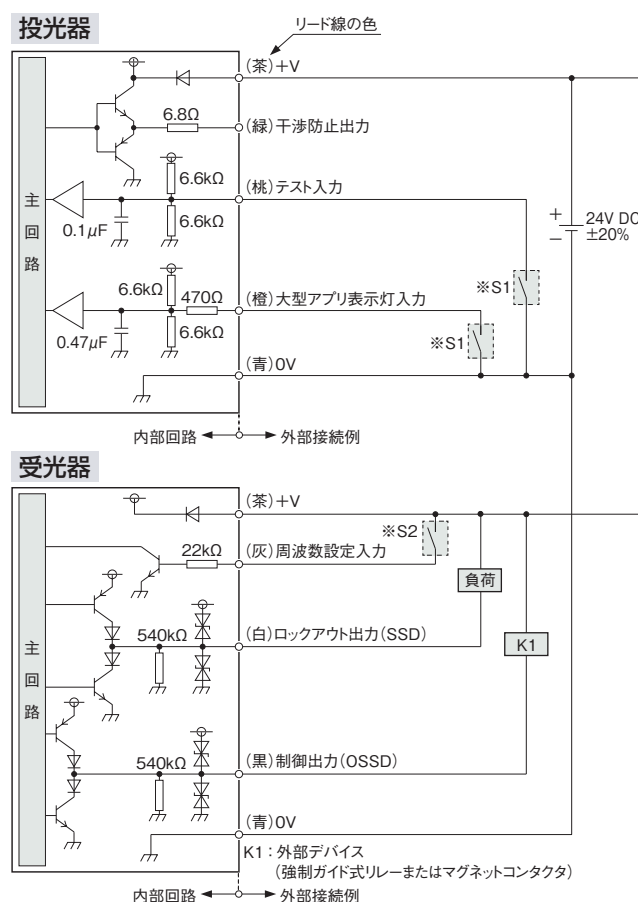 投光器
リード線の色
(茶)+V
6.8Ω
(緑)干渉防止出力
6.6kΩ
(桃)テスト入力
主回路
0.1μF
6.6kΩ
+
−
24V DC
±20%
※S1
6.6kΩ
470Ω
(橙)大型アプリ表示灯入力
※S1
0.47μF
6.6kΩ
(青)0V
内部回路
外部接続例
受光器
(茶)+V
※S2
22kΩ
(灰)周波数設定入力
負荷
540kΩ
(白)ロックアウト出力(SSD)
主回路
K1
540kΩ
(黒)制御出力(OSSD)
(青)0V
K1:外部デバイス
(強制ガイド式リレーまたはマグネットコンタクタ)
内部回路
外部接続例